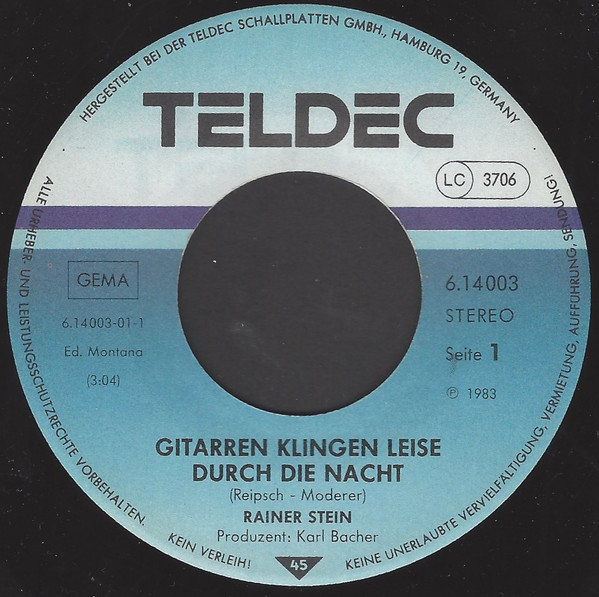 HERGESTELLT BEI DER TELDEC SCHALLPLATTEN GMBH., HAMBURG 19, GERMANY
TELDEC
LC 3706
GEMA
6.14003-01-1
Ed. Montana
(3:04)
6.14003
STEREO
Seite 1
℗ 1983
GITARREN KLINGEN LEISE
DURCH DIE NACHT
(Reipsch - Moderer)
RAINER STEIN
Produzent: Karl Bacher
45
ALLE URHEBER- UND LEISTUNGSSCHUTZRECHTE VORBEHALTEN. KEIN VERLEIH! KEINE UNERLAUBTE VERVIELFÄLTIGUNG, VERMIETUNG, AUFFÜHRUNG, SENDUNG!